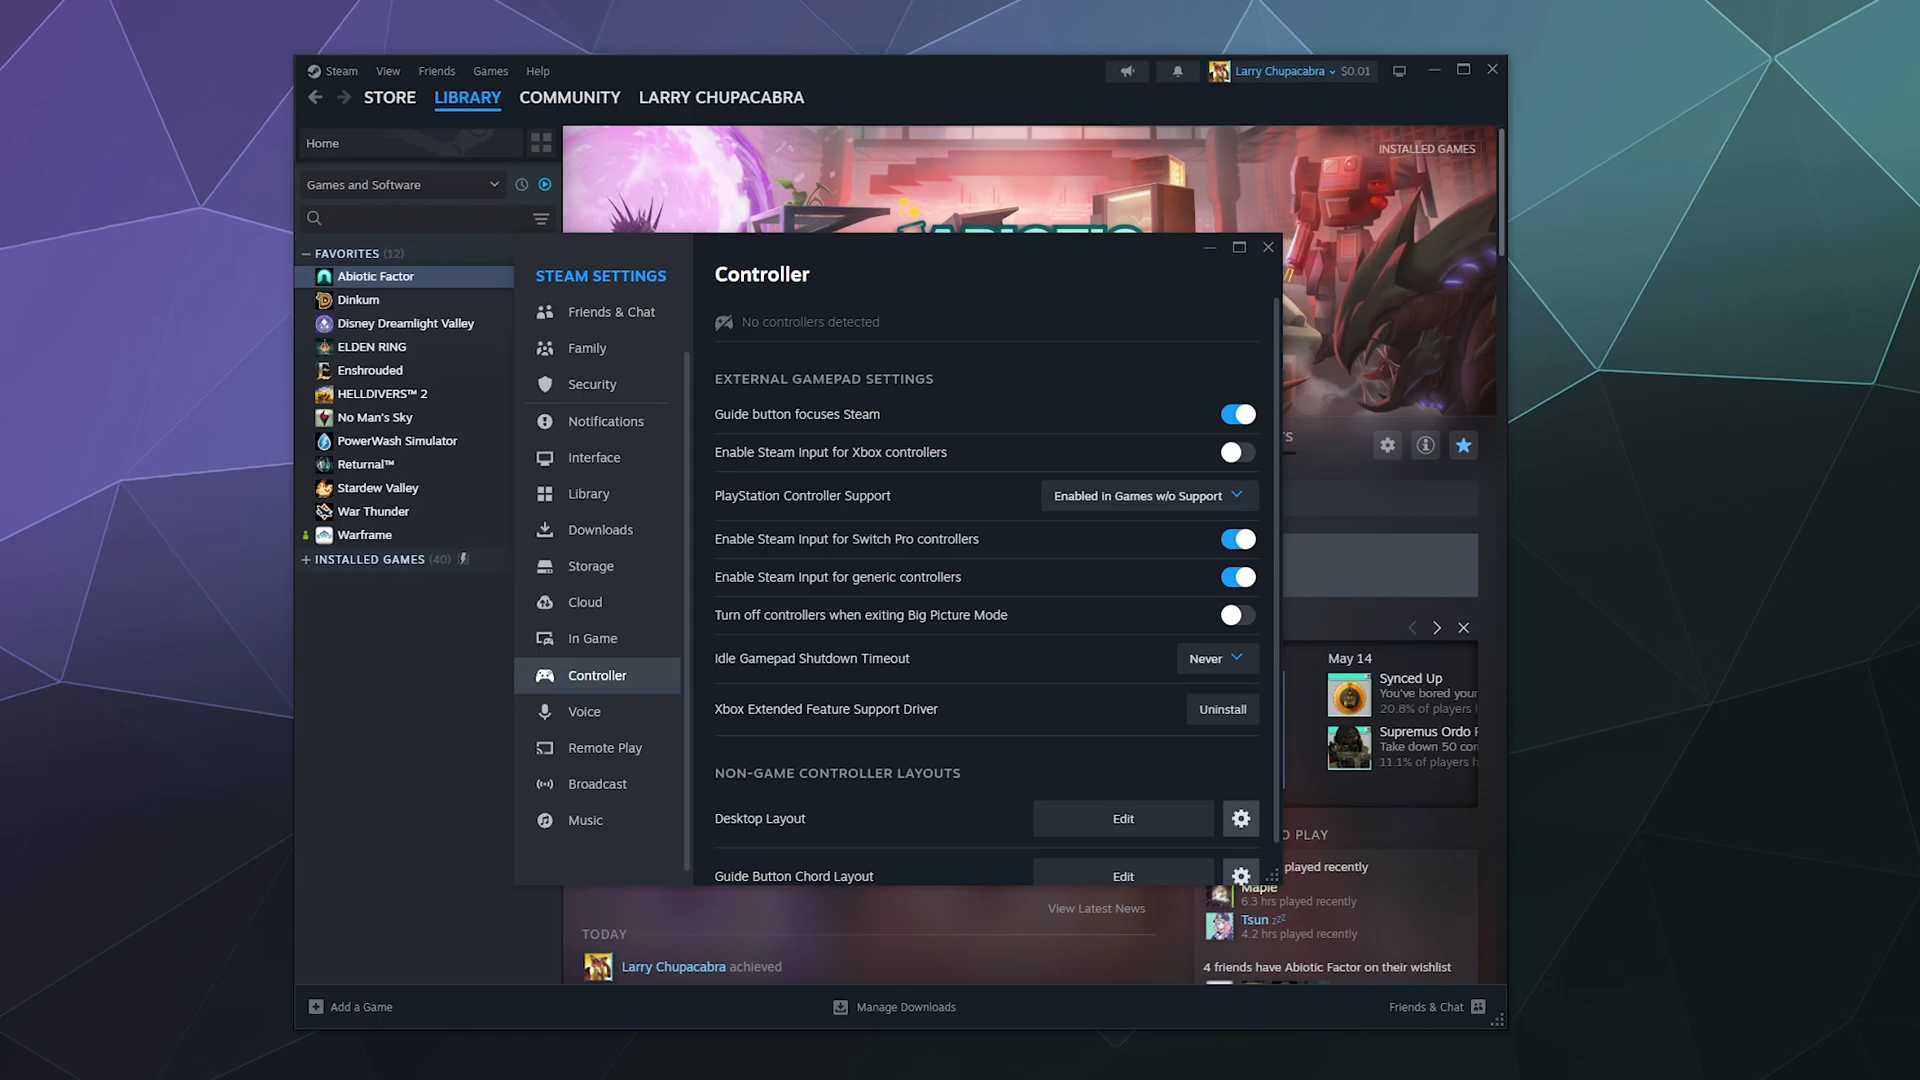 Steam View Friends Games Help
Larry Chupacabra $0.01
STORE LIBRARY COMMUNITY LARRY CHUPACABRA
Home
INSTALLED GAMES
Games and Software
FAVORITES (12)
Abiotic Factor
Dinkum
Disney Dreamlight Valley
ELDEN RING
Enshrouded
HELLDIVERS™ 2
No Man's Sky
PowerWash Simulator
Returnal™
Stardew Valley
War Thunder
Warframe
INSTALLED GAMES (40)
STEAM SETTINGS
Friends & Chat
Family
Security
Notifications
Interface
Library
Downloads
Storage
Cloud
In Game
Controller
Voice
Remote Play
Broadcast
Music
Controller
No controllers detected
EXTERNAL GAMEPAD SETTINGS
Guide button focuses Steam
Enable Steam Input for Xbox controllers
PlayStation Controller Support Enabled in Games w/o Support
Enable Steam Input for Switch Pro controllers
Enable Steam Input for generic controllers
Turn off controllers when exiting Big Picture Mode
Idle Gamepad Shutdown Timeout Never
Xbox Extended Feature Support Driver Uninstall
NON-GAME CONTROLLER LAYOUTS
Desktop Layout Edit
Guide Button Chord Layout Edit
May 14
Synced Up
You've bored your
20.8% of players h
Supremus Ordo
Take down 50 co
11.1% of players h
O PLAY
played recently
Maple
6.3 hrs played recently
Tsun zzz
4.2 hrs played recently
4 friends have Abiotic Factor on their wishlist
View Latest News
TODAY
Larry Chupacabra achieved
Add a Game
Manage Downloads
Friends & Chat